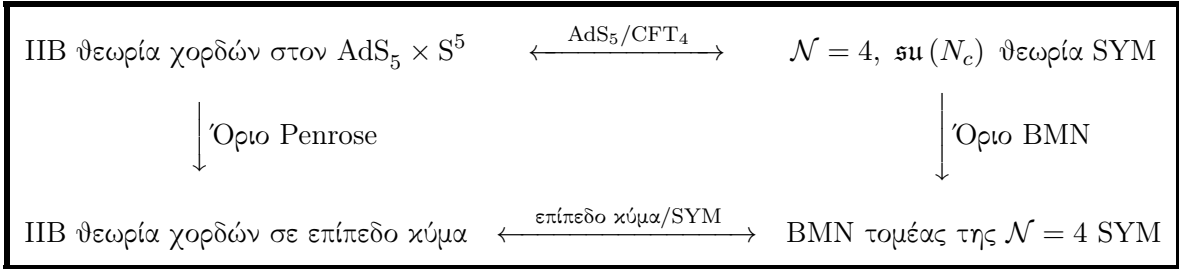 IIB ϑεωρία χορδών στον AdS₅ × S⁵ AdS₅/CFT₄ 𝒩 = 4, 𝔰𝔲 (N_c) ϑεωρία SYM
Όριο Penrose Όριο BMN
IIB ϑεωρία χορδών σε επίπεδο κύμα επίπεδο κύμα/SYM BMN τομέας της 𝒩 = 4 SYM